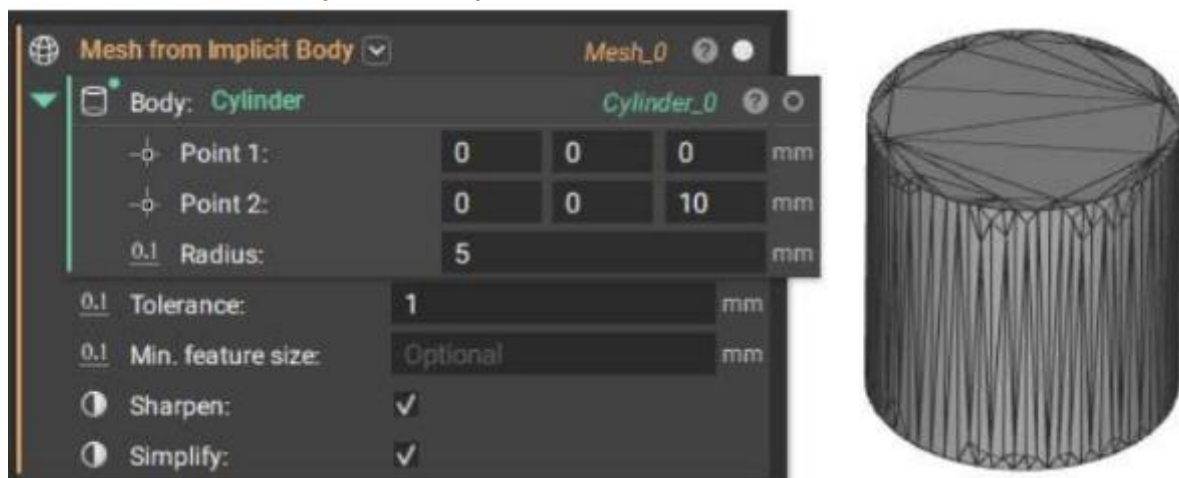 Mesh from Implicit Body Mesh_0 ?
Body: Cylinder Cylinder_0 ?
Point 1: 0 0 0 mm
Point 2: 0 0 10 mm
0.1 Radius: 5 mm
0.1 Tolerance: 1 mm
0.1 Min. feature size: Optional mm
Sharpen:
Simplify: